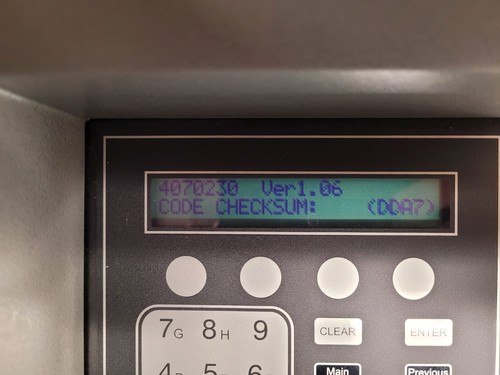 4070230 Ver1.06
CODE CHECKSUM: (DDA7)
7G 8H 9
CLEAR ENTER
Main Previous